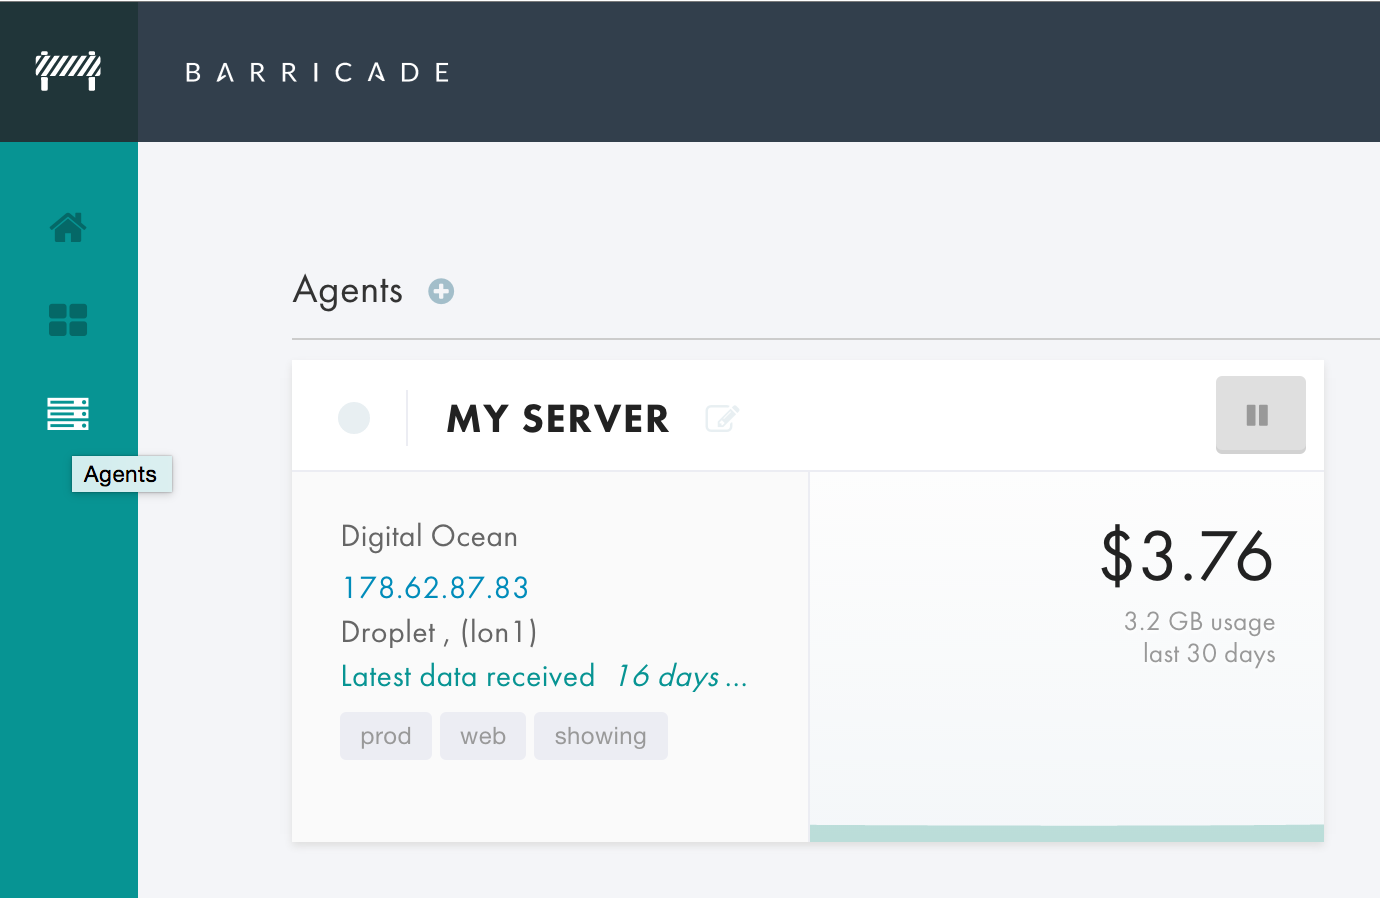 BARRICADE
Agents
Agents
MY SERVER
Digital Ocean
178.62.87.83
Droplet , (lon1)
Latest data received 16 days ...
prod web showing
$3.76
3.2 GB usage
last 30 days